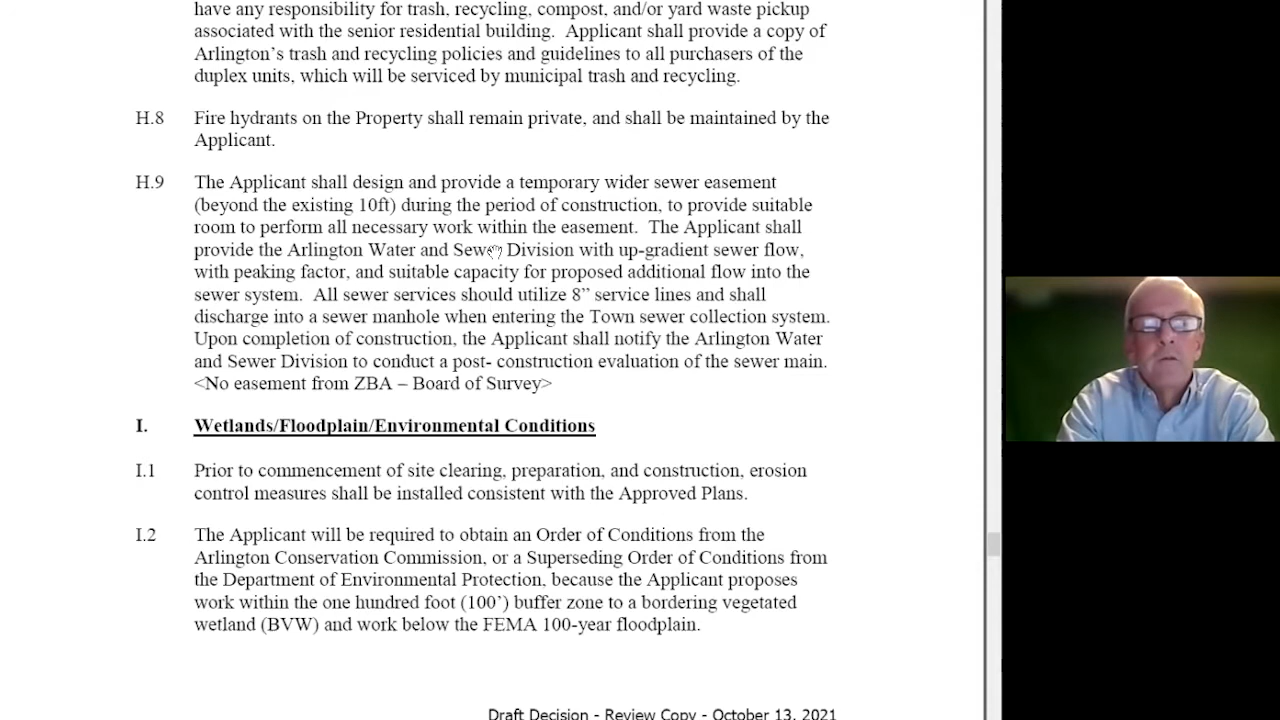 have any responsibility for trash, recycling, compost, and/or yard waste pickup
associated with the senior residential building.  Applicant shall provide a copy of
Arlington's trash and recycling policies and guidelines to all purchasers of the
duplex units, which will be serviced by municipal trash and recycling.
H.8 Fire hydrants on the Property shall remain private, and shall be maintained by the
Applicant.
H.9 The Applicant shall design and provide a temporary wider sewer easement
(beyond the existing 10ft) during the period of construction, to provide suitable
room to perform all necessary work within the easement.  The Applicant shall
provide the Arlington Water and Sewer Division with up-gradient sewer flow,
with peaking factor, and suitable capacity for proposed additional flow into the
sewer system.  All sewer services should utilize 8” service lines and shall
discharge into a sewer manhole when entering the Town sewer collection system.
Upon completion of construction, the Applicant shall notify the Arlington Water
and Sewer Division to conduct a post- construction evaluation of the sewer main.
<No easement from ZBA – Board of Survey>
I. Wetlands/Floodplain/Environmental Conditions
I.1 Prior to commencement of site clearing, preparation, and construction, erosion
control measures shall be installed consistent with the Approved Plans.
I.2 The Applicant will be required to obtain an Order of Conditions from the
Arlington Conservation Commission, or a Superseding Order of Conditions from
the Department of Environmental Protection, because the Applicant proposes
work within the one hundred foot (100’) buffer zone to a bordering vegetated
wetland (BVW) and work below the FEMA 100-year floodplain.
Draft Decision - Review Copy - October 13, 2021